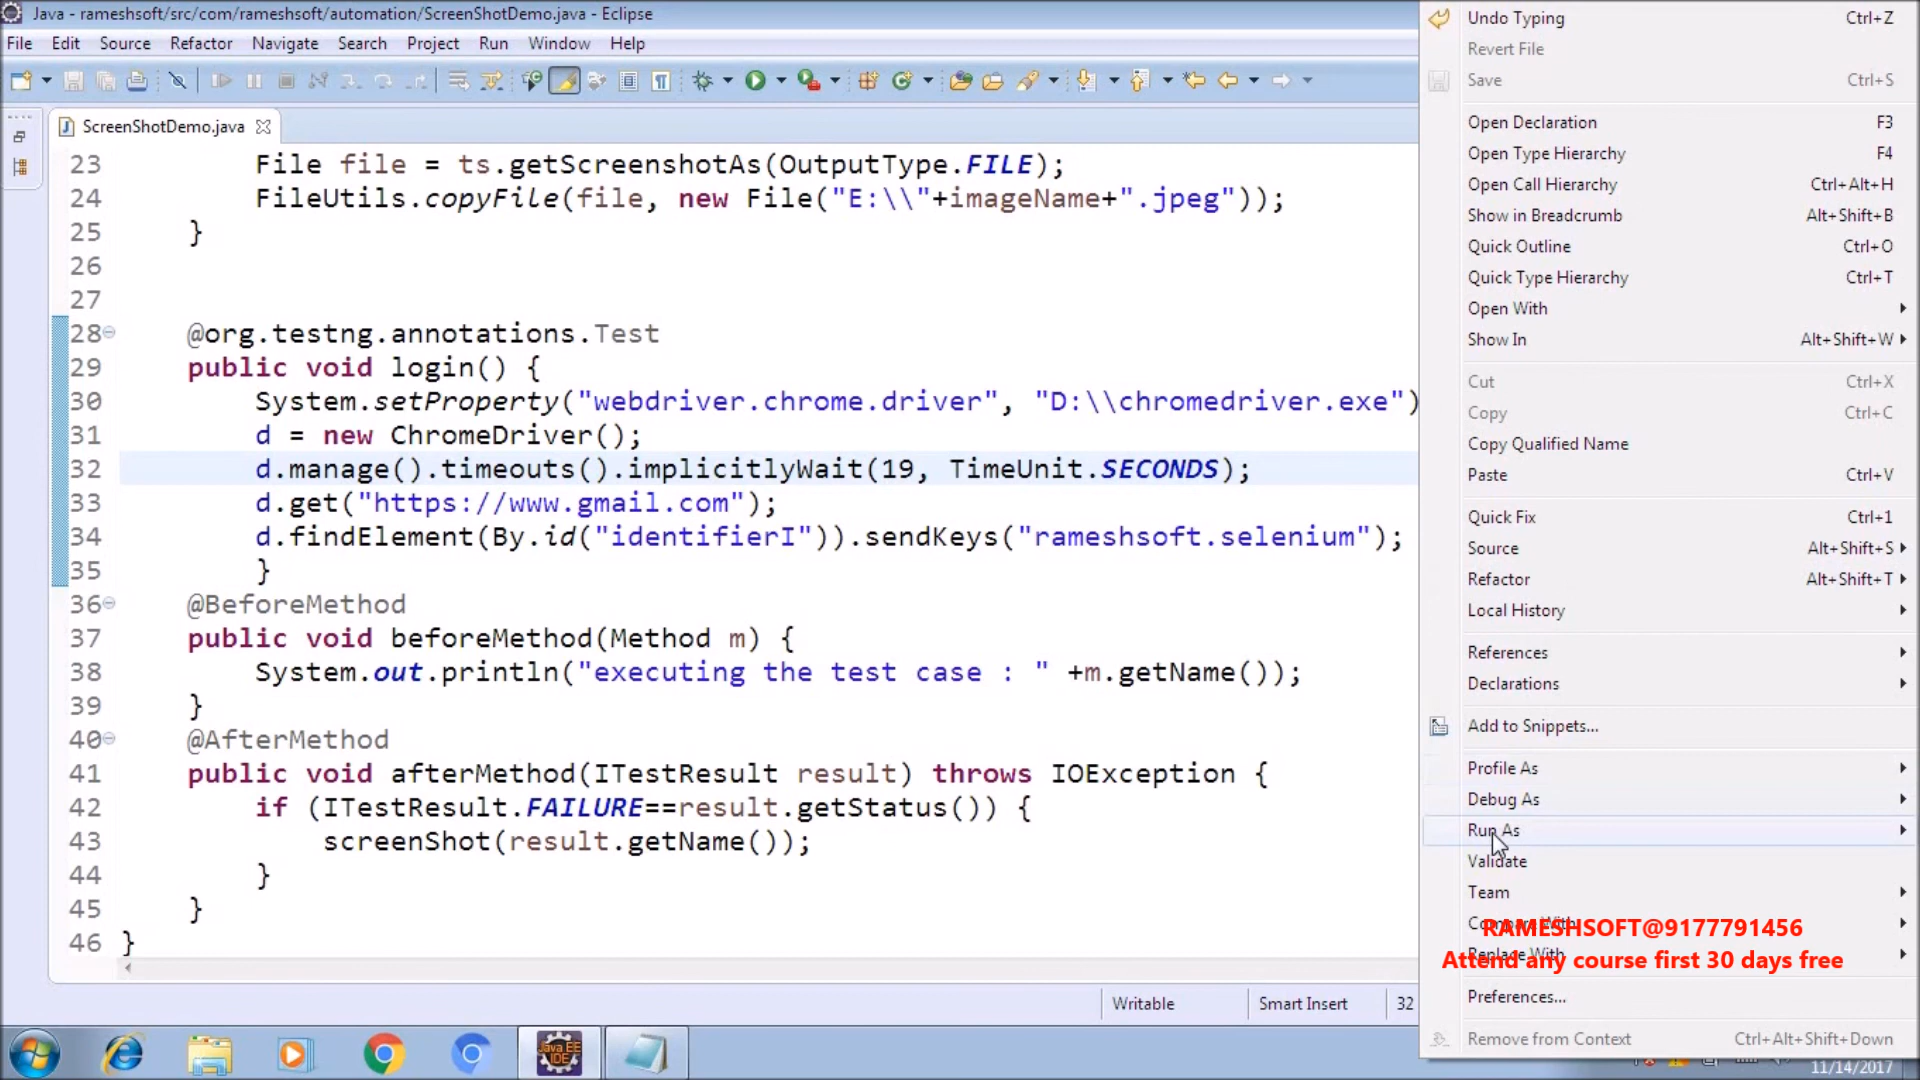 Java - rameshsoft/src/com/rameshsoft/automation/ScreenShotDemo.java - Eclipse
File Edit Source Refactor Navigate Search Project Run Window Help
ScreenShotDemo.java
23 File file = ts.getScreenshotAs(OutputType.FILE);
24 FileUtils.copyFile(file, new File("E:\\"+imageName+".jpeg"));
25 }
26
27
28 @org.testng.annotations.Test
29 public void login() {
30 System.setProperty("webdriver.chrome.driver", "D:\\chromedriver.exe")
31 d = new ChromeDriver();
32 d.manage().timeouts().implicitlyWait(19, TimeUnit.SECONDS);
33 d.get("https://www.gmail.com");
34 d.findElement(By.id("identifierI")).sendKeys("rameshsoft.selenium");
35 }
36 @BeforeMethod
37 public void beforeMethod(Method m) {
38 System.out.println("executing the test case : " +m.getName());
39 }
40 @AfterMethod
41 public void afterMethod(ITestResult result) throws IOException {
42 if (ITestResult.FAILURE==result.getStatus()) {
43 screenShot(result.getName());
44 }
45 }
46 }
Writable Smart Insert 32
Java EE
IDE
Undo Typing Ctrl+Z
Revert File
Save Ctrl+S
Open Declaration F3
Open Type Hierarchy F4
Open Call Hierarchy Ctrl+Alt+H
Show in Breadcrumb Alt+Shift+B
Quick Outline Ctrl+O
Quick Type Hierarchy Ctrl+T
Open With
Show In Alt+Shift+W
Cut Ctrl+X
Copy Ctrl+C
Copy Qualified Name
Paste Ctrl+V
Quick Fix Ctrl+1
Source Alt+Shift+S
Refactor Alt+Shift+T
Local History
References
Declarations
Add to Snippets...
Profile As
Debug As
Run As
Validate
Team
Compare With
RAMESHSOFT@9177791456
Replace With
Attend any course first 30 days free
Preferences...
Remove from Context Ctrl+Alt+Shift+Down
11/14/2017